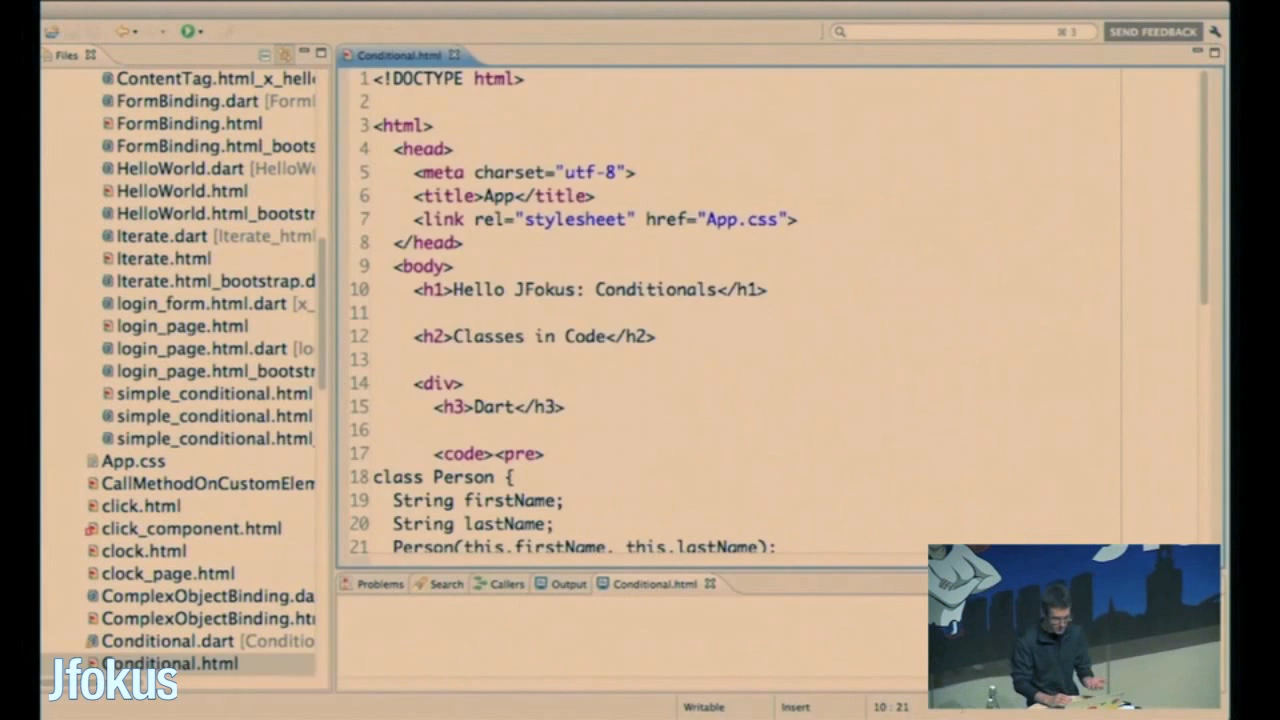 ⌘ 3
SEND FEEDBACK
Files
Conditional.html
ContentTag.html_x_hell
FormBinding.dart [Form
FormBinding.html
FormBinding.html_boots
HelloWorld.dart [HelloW
HelloWorld.html
HelloWorld.html_bootstr
Iterate.dart [Iterate_html
Iterate.html
Iterate.html_bootstrap.d
login_form.html.dart [x_
login_page.html
login_page.html.dart [lo
login_page.html_bootstr
simple_conditional.html
simple_conditional.html
simple_conditional.html_
App.css
CallMethodOnCustomElem
click.html
click_component.html
clock.html
clock_page.html
ComplexObjectBinding.da
ComplexObjectBinding.ht
Conditional.dart [Conditio
Conditional.html
1 <!DOCTYPE html>
2
3 <html>
4 <head>
5 <meta charset="utf-8">
6 <title>App</title>
7 <link rel="stylesheet" href="App.css">
8 </head>
9 <body>
10 <h1>Hello JFokus: Conditionals</h1>
11
12 <h2>Classes in Code</h2>
13
14 <div>
15 <h3>Dart</h3>
16
17 <code><pre>
18 class Person {
19 String firstName;
20 String lastName;
21 Person(this.firstName, this.lastName);
Problems Search Callers Output Conditional.html
Writable Insert 10 : 21
Jfokus